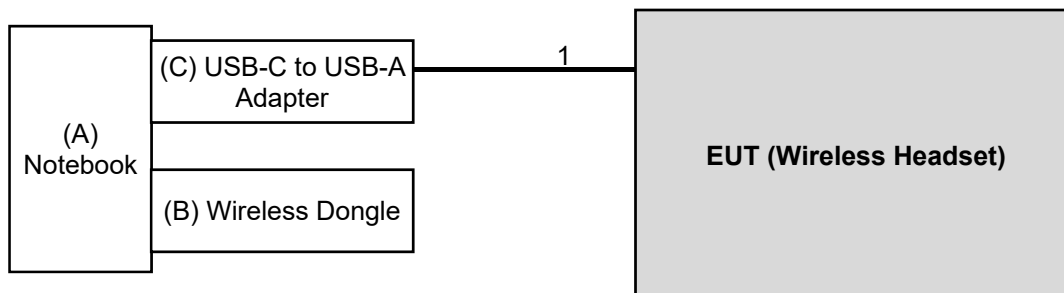 (A)
Notebook
(C) USB-C to USB-A
Adapter
1
(B) Wireless Dongle
EUT (Wireless Headset)